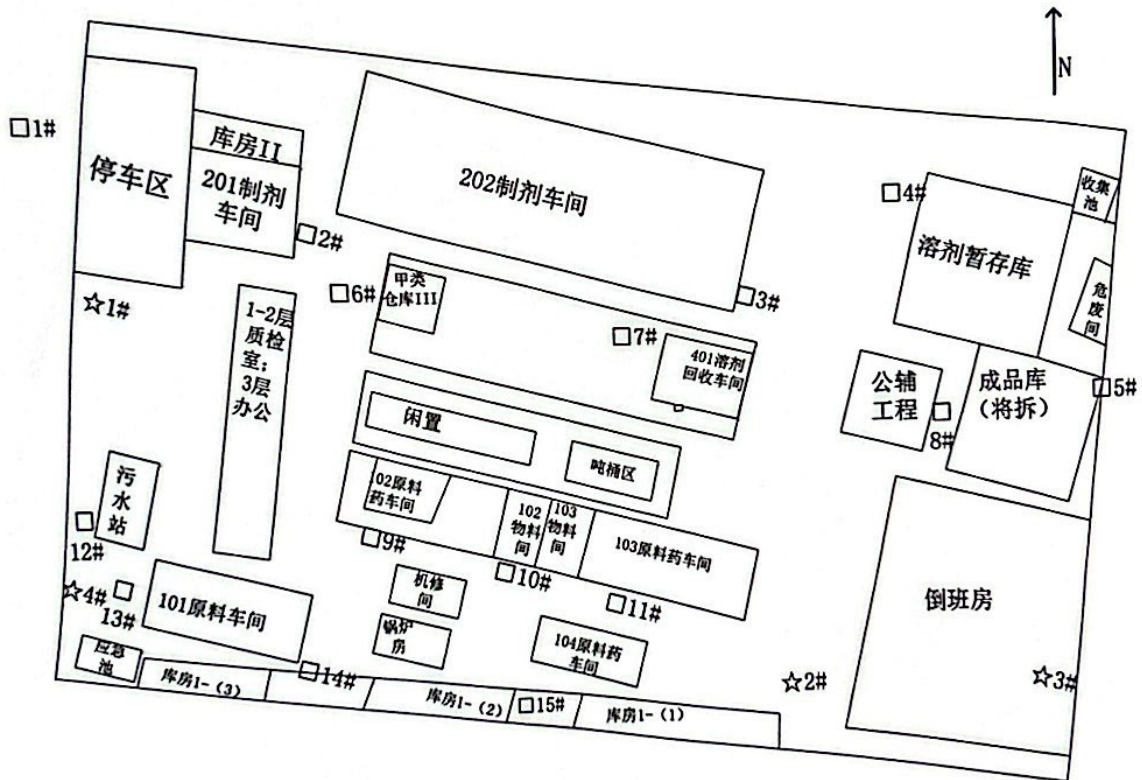 N
□1#
停车区
库房II
201制剂
车间
□2#
202制剂车间
□3#
□4#
收集
池
溶剂暂存库
危
废
间
☆1#
1-2层
质检
室；
3层
办公
□6#
甲类
仓库III
□7#
401溶剂
回收车间
公辅
工程
成品库
（将拆）
□5#
□
8#
闲置
吨桶区
02原料
药车间
102
物料
间
103
物料
间
103原料药车间
污
水
站
□
12#
□9#
□10#
□11#
☆4#
□
13#
101原料车间
机修
间
锅炉
房
104原料药
车间
倒班房
应急
池
库房1-（3）
□14#
库房1-（2）
□15#
库房1-（1）
☆2#
☆3#